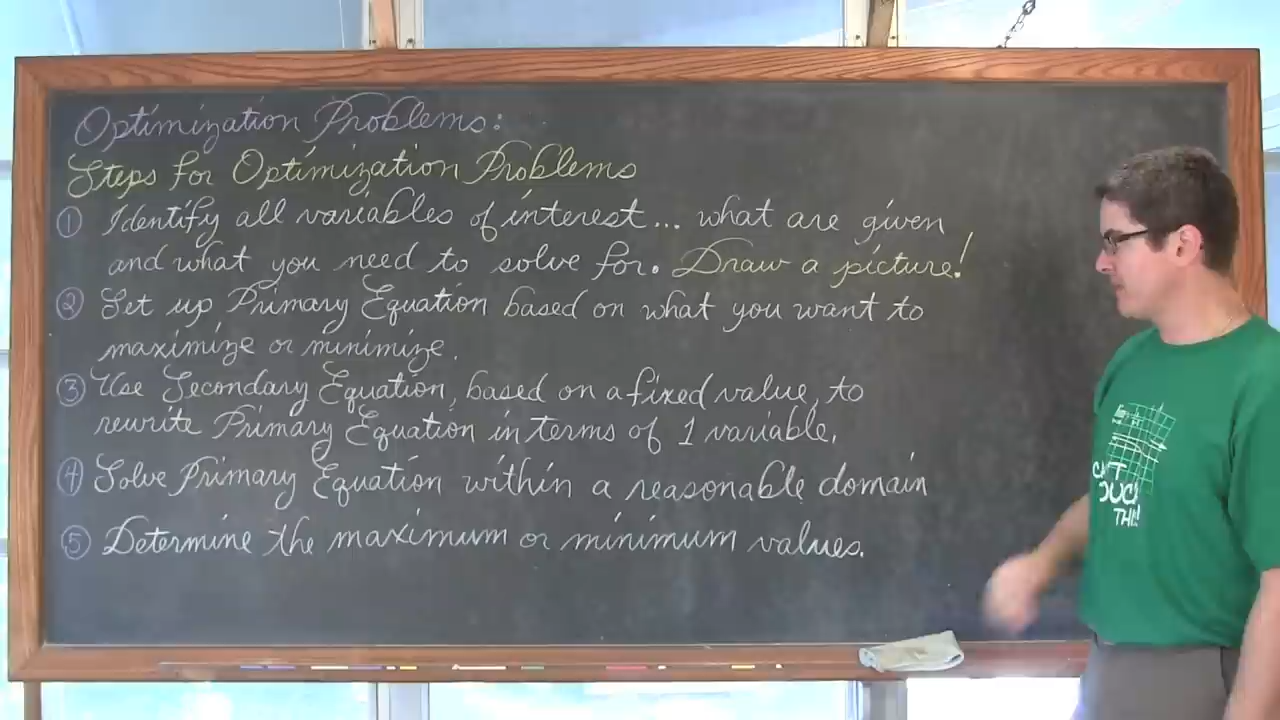 Optimization Problems:
Steps for Optimization Problems
① Identify all variables of interest... what are given
and what you need to solve for. Draw a picture!
② Set up Primary Equation based on what you want to
maximize or minimize.
③ Use Secondary Equation, based on a fixed value, to
rewrite Primary Equation in terms of 1 variable.
④ Solve Primary Equation within a reasonable domain
⑤ Determine the maximum or minimum values.